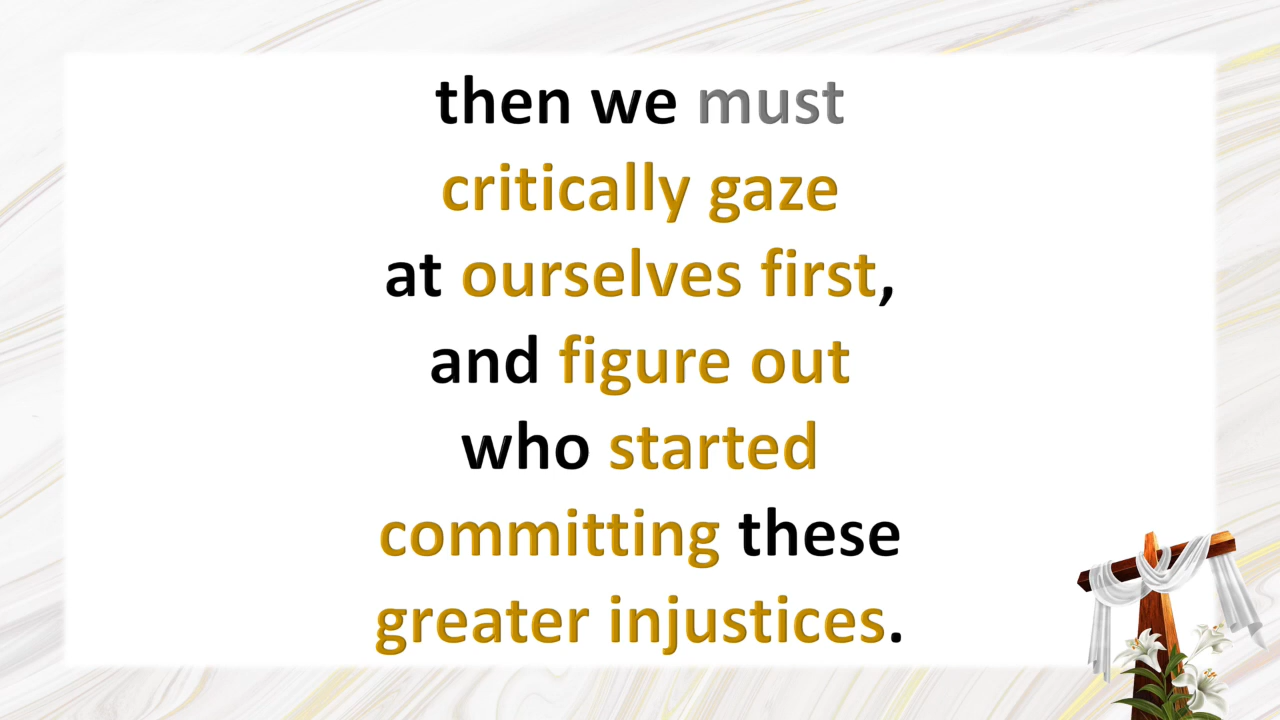 then we must
critically gaze
at ourselves first,
and figure out
who started
committing these
greater injustices.